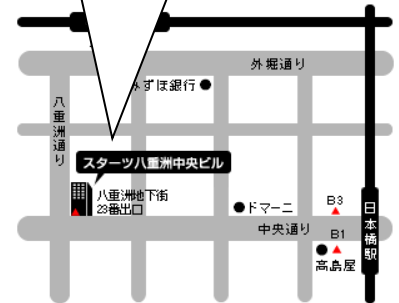 外堀通り
みずほ銀行
八重洲通り
スターツ八重洲中央ビル
八重洲地下街
23番出口
ドマーニ
B3
中央通り
B1
日本橋駅
高島屋